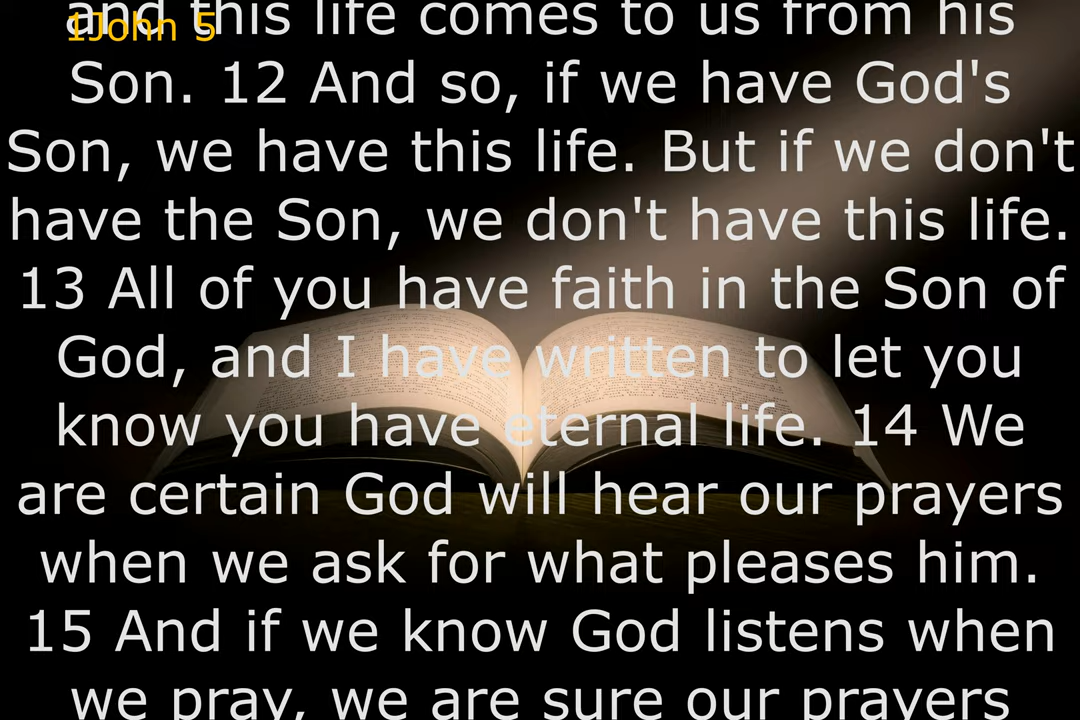 1John 5
and this life comes to us from his
Son. 12 And so, if we have God's
Son, we have this life. But if we don't
have the Son, we don't have this life.
13 All of you have faith in the Son of
God, and I have written to let you
know you have eternal life. 14 We
are certain God will hear our prayers
when we ask for what pleases him.
15 And if we know God listens when
we pray, we are sure our prayers